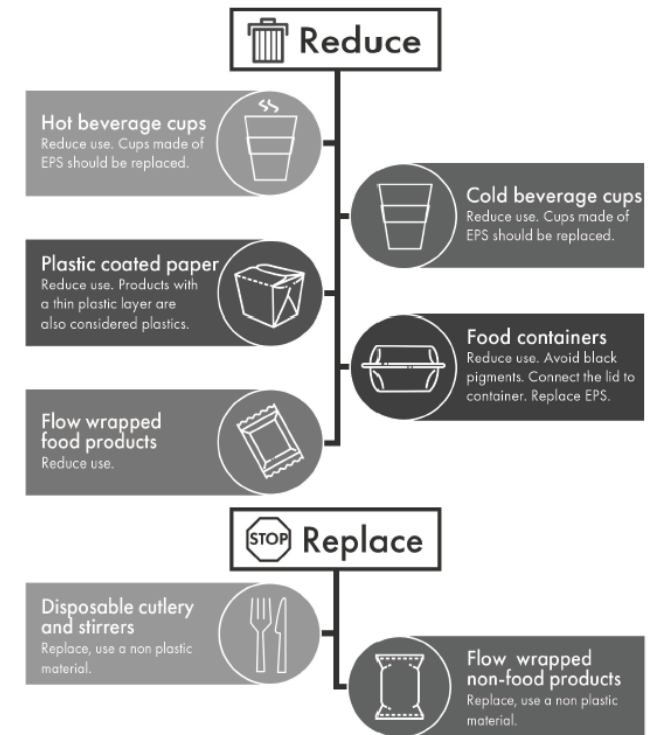 Reduce
Hot beverage cups
Reduce use. Cups made of
EPS should be replaced.
Cold beverage cups
Reduce use. Cups made of
EPS should be replaced.
Plastic coated paper
Reduce use. Products with
a thin plastic layer are
also considered plastics.
Food containers
Reduce use. Avoid black
pigments. Connect the lid to
container. Replace EPS.
Flow wrapped
food products
Reduce use.
STOP
Replace
Disposable cutlery
and stirrers
Replace, use a non plastic
material.
Flow wrapped
non-food products
Replace, use a non plastic
material.